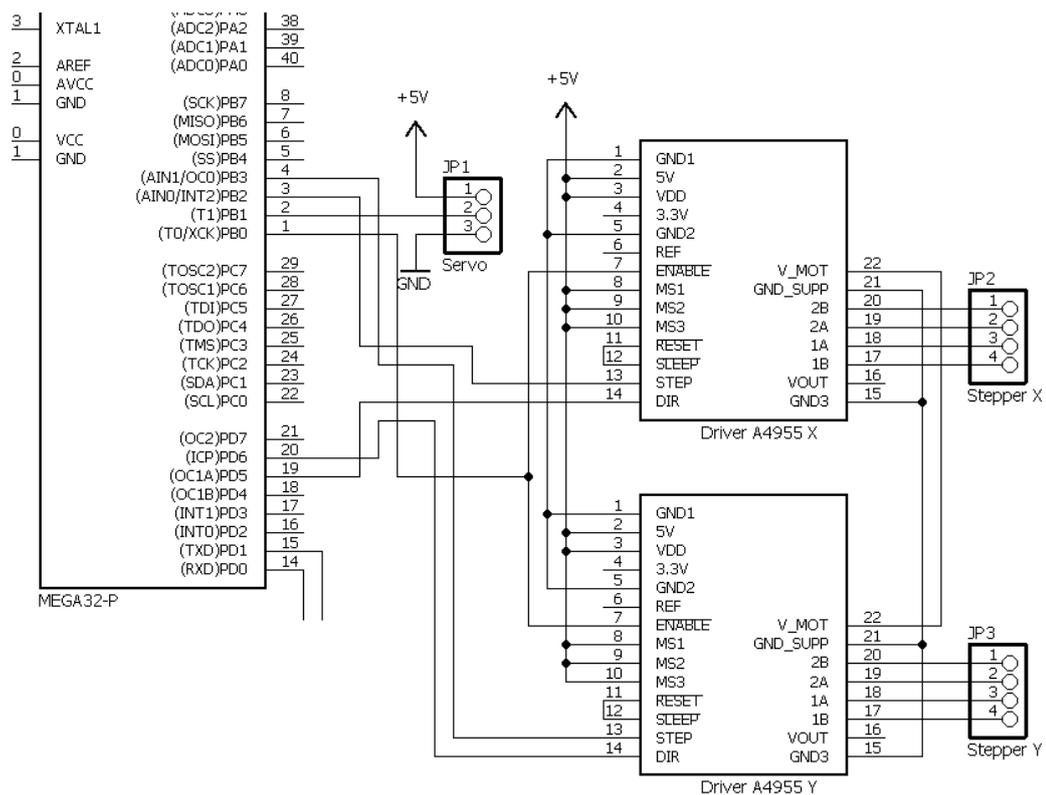 3 XTAL1
2 AREF
0 AVCC
1 GND
0 VCC
1 GND
(ADC2)PA2 38
(ADC1)PA1 39
(ADC0)PA0 40
(SCK)PB7 8
(MISO)PB6 7
(MOSI)PB5 6
(SS)PB4 5
(AIN1/OC0)PB3 4
(AIN0/INT2)PB2 3
(T1)PB1 2
(T0/XCK)PB0 1
(TOSC2)PC7 29
(TOSC1)PC6 28
(TDI)PC5 27
(TDO)PC4 26
(TMS)PC3 25
(TCK)PC2 24
(SDA)PC1 23
(SCL)PC0 22
(OC2)PD7 21
(ICP)PD6 20
(OC1A)PD5 19
(OC1B)PD4 18
(INT1)PD3 17
(INT0)PD2 16
(TXD)PD1 15
(RXD)PD0 14
MEGA32-P
+5V
JP1
1
2
3
Servo
GND
+5V
1 GND1
2 5V
3 VDD
4 3.3V
5 GND2
6 REF
7 ENABLE
8 MS1
9 MS2
10 MS3
11 RESET
12 SLEEP
13 STEP
14 DIR
V_MOT 22
GND_SUPP 21
2B 20
2A 19
1A 18
1B 17
VOUT 16
GND3 15
Driver A4955 X
JP2
1
2
3
4
Stepper X
1 GND1
2 5V
3 VDD
4 3.3V
5 GND2
6 REF
7 ENABLE
8 MS1
9 MS2
10 MS3
11 RESET
12 SLEEP
13 STEP
14 DIR
V_MOT 22
GND_SUPP 21
2B 20
2A 19
1A 18
1B 17
VOUT 16
GND3 15
Driver A4955 Y
JP3
1
2
3
4
Stepper Y